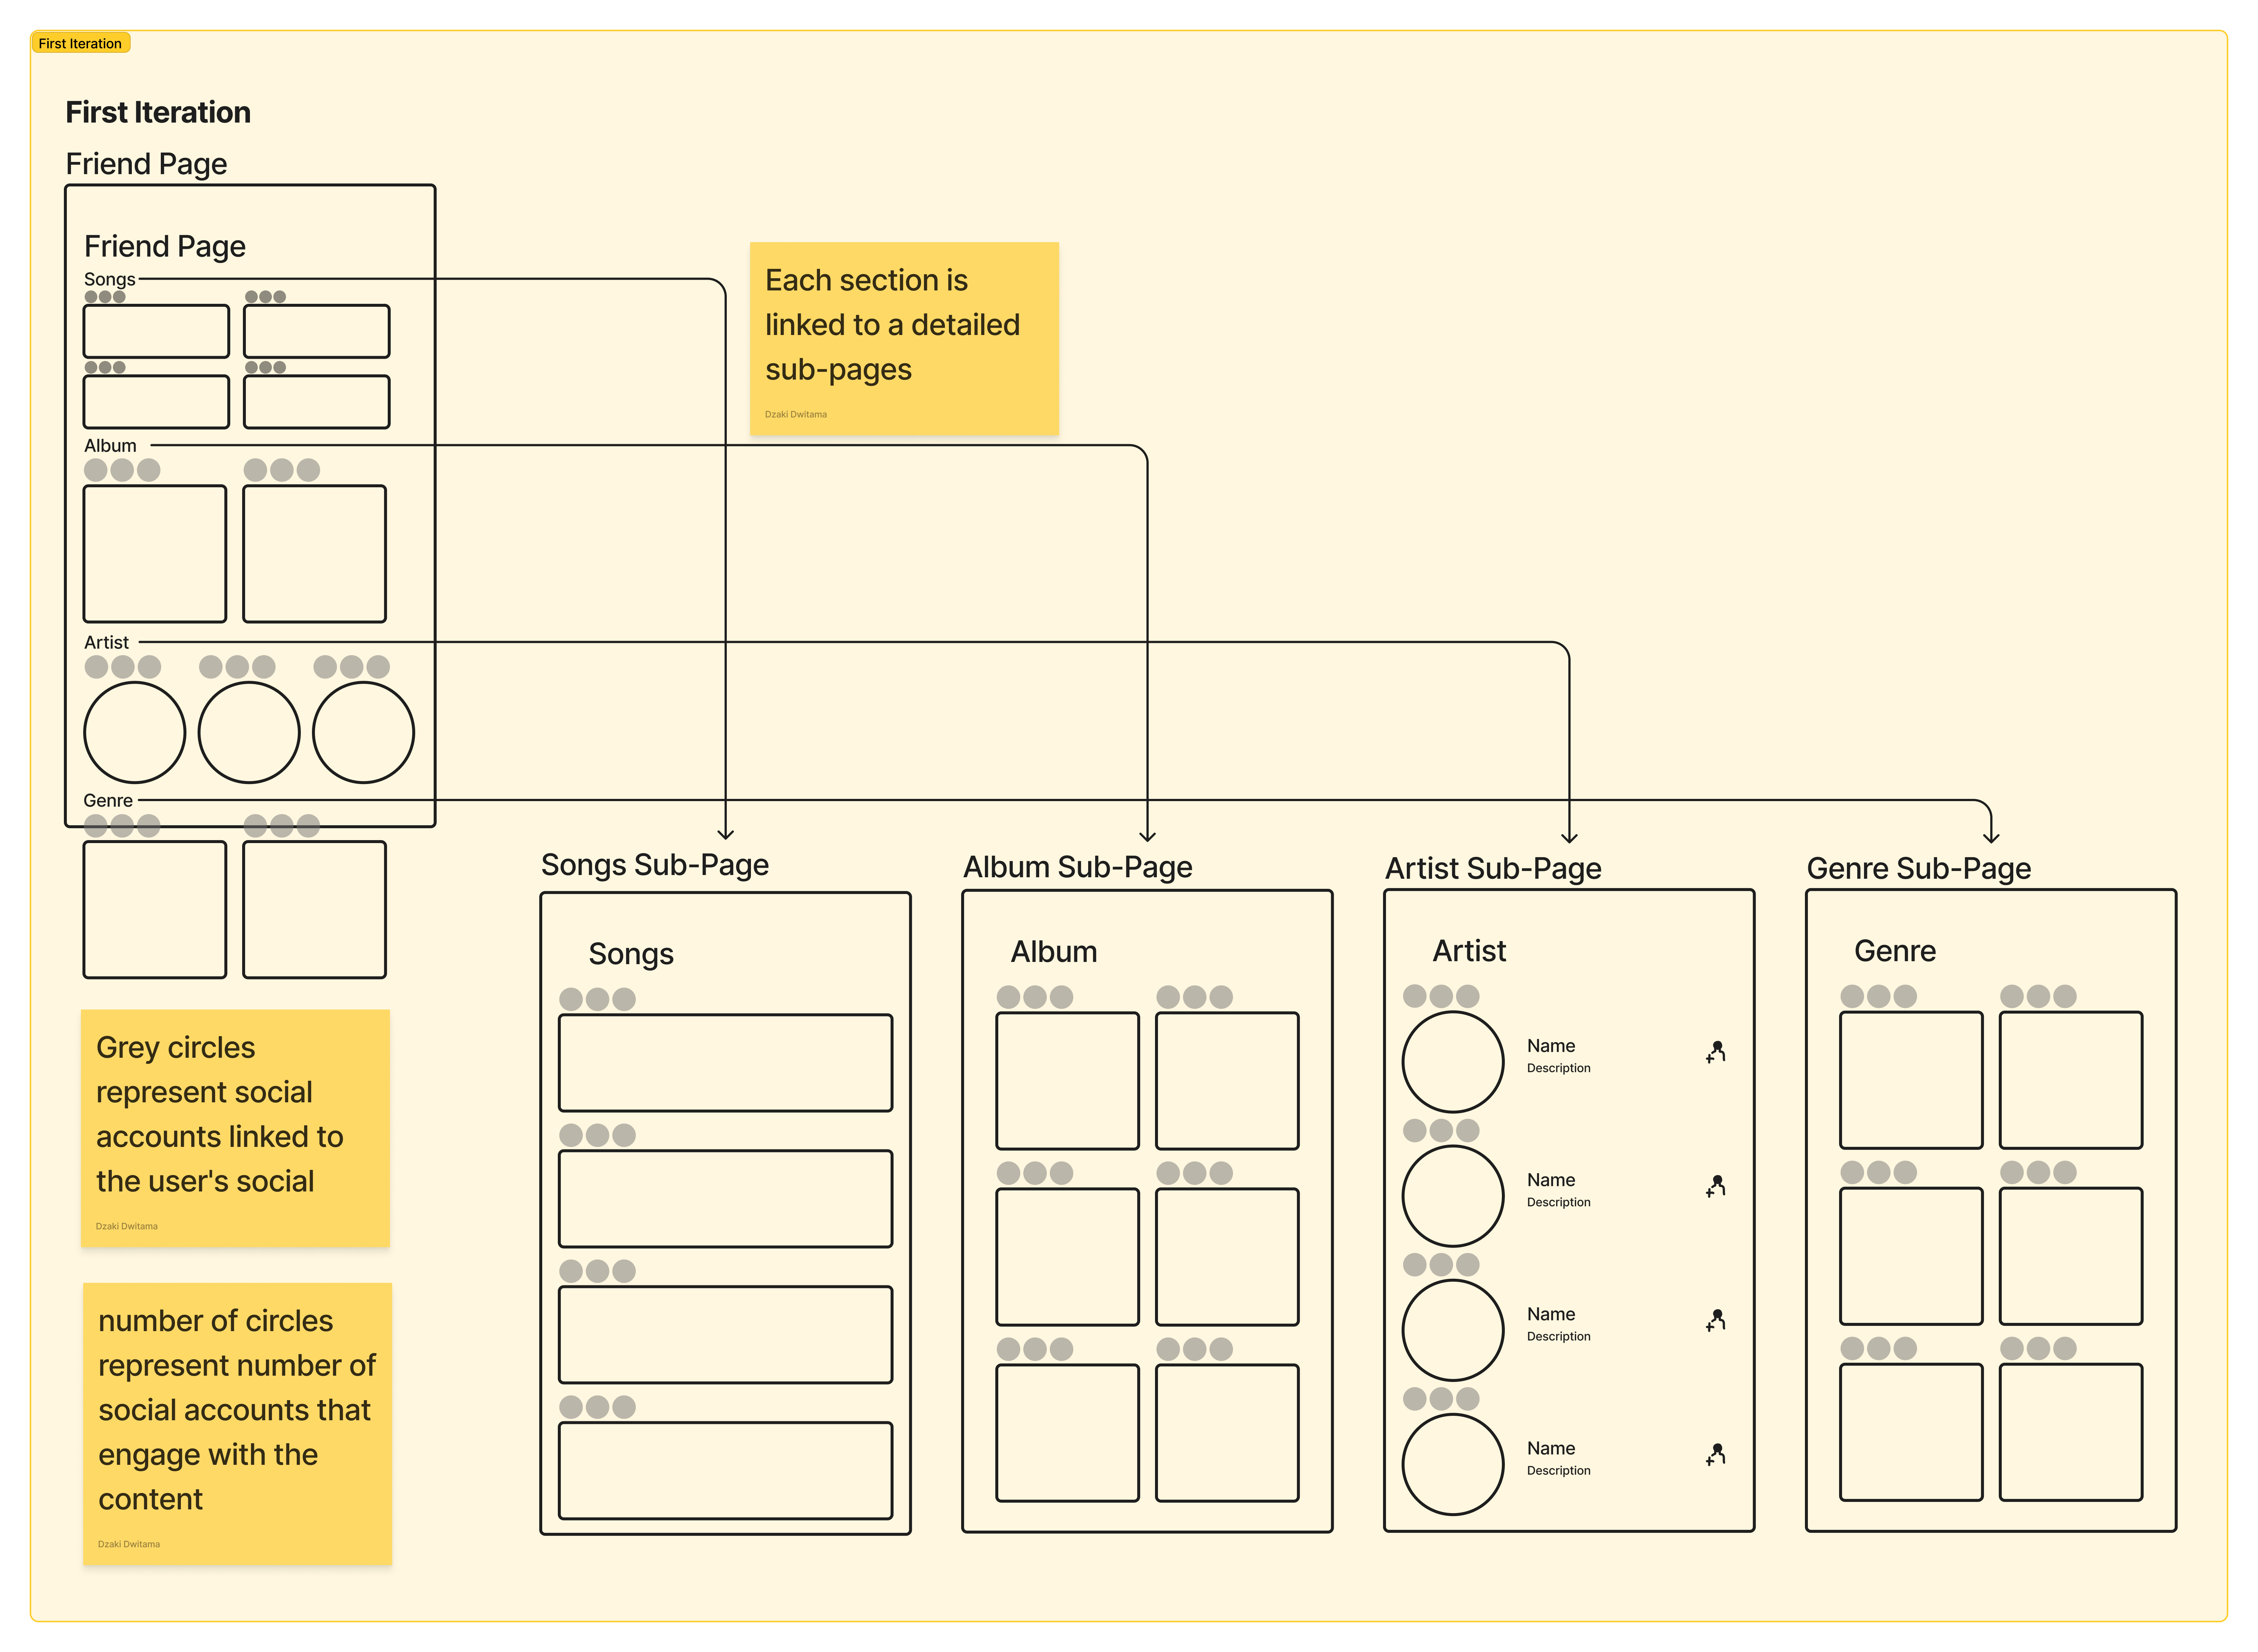 First Iteration
First Iteration
Friend Page
Friend Page
Songs
Album
Artist
Genre
Each section is
linked to a detailed
sub-pages
Dzaki Dwitama
Grey circles
represent social
accounts linked to
the user's social
Dzaki Dwitama
number of circles
represent number of
social accounts that
engage with the
content
Dzaki Dwitama
Songs Sub-Page
Songs
Album Sub-Page
Album
Artist Sub-Page
Artist
Name
Description
Name
Description
Name
Description
Name
Description
Genre Sub-Page
Genre